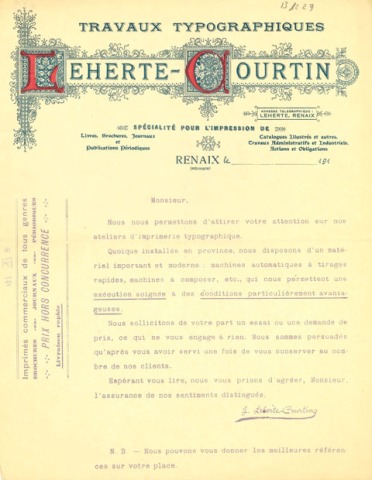 TRAVAUX TYPOGRAPHIQUES
LEHERTE-COURTIN
ADRESSE TÉLÉGRAPHIQUE :
LEHERTE, RENAIX
SPÉCIALITÉ POUR L'IMPRESSION DE
Livres, Brochures, Journaux
et
Publications Périodiques
Catalogues Illustrés et autres,
Travaux Administratifs et Industriels,
Actions et Obligations
RENAIX le 191
(BELGIQUE)
Imprimés commerciaux de tous genres
BROCHURES JOURNAUX PÉRIODIQUES
PRIX HORS CONCURRENCE
Livraison rapide
Monsieur,
Nous nous permettons d'attirer votre attention sur nos
ateliers d'imprimerie typographique.
Quoique installés en province, nous disposons d'un maté-
riel important et moderne : machines automatiques à tirages
rapides, machines à composer, etc., qui nous permettent une
exécution soignée à des conditions particulièrement avanta-
geuses.
Nous sollicitons de votre part un essai ou une demande de
prix, ce qui ne vous engage à rien. Nous sommes persuadés
qu'après vous avoir servi une fois de vous conserver au nombre
de nos clients.
Espérant vous lire, nous vous prions d'agréer, Monsieur,
l'assurance de nos sentiments distingués.
Leherte-Courtin
N. B - Nous pouvons vous donner les meilleures référen
ces sur votre place.